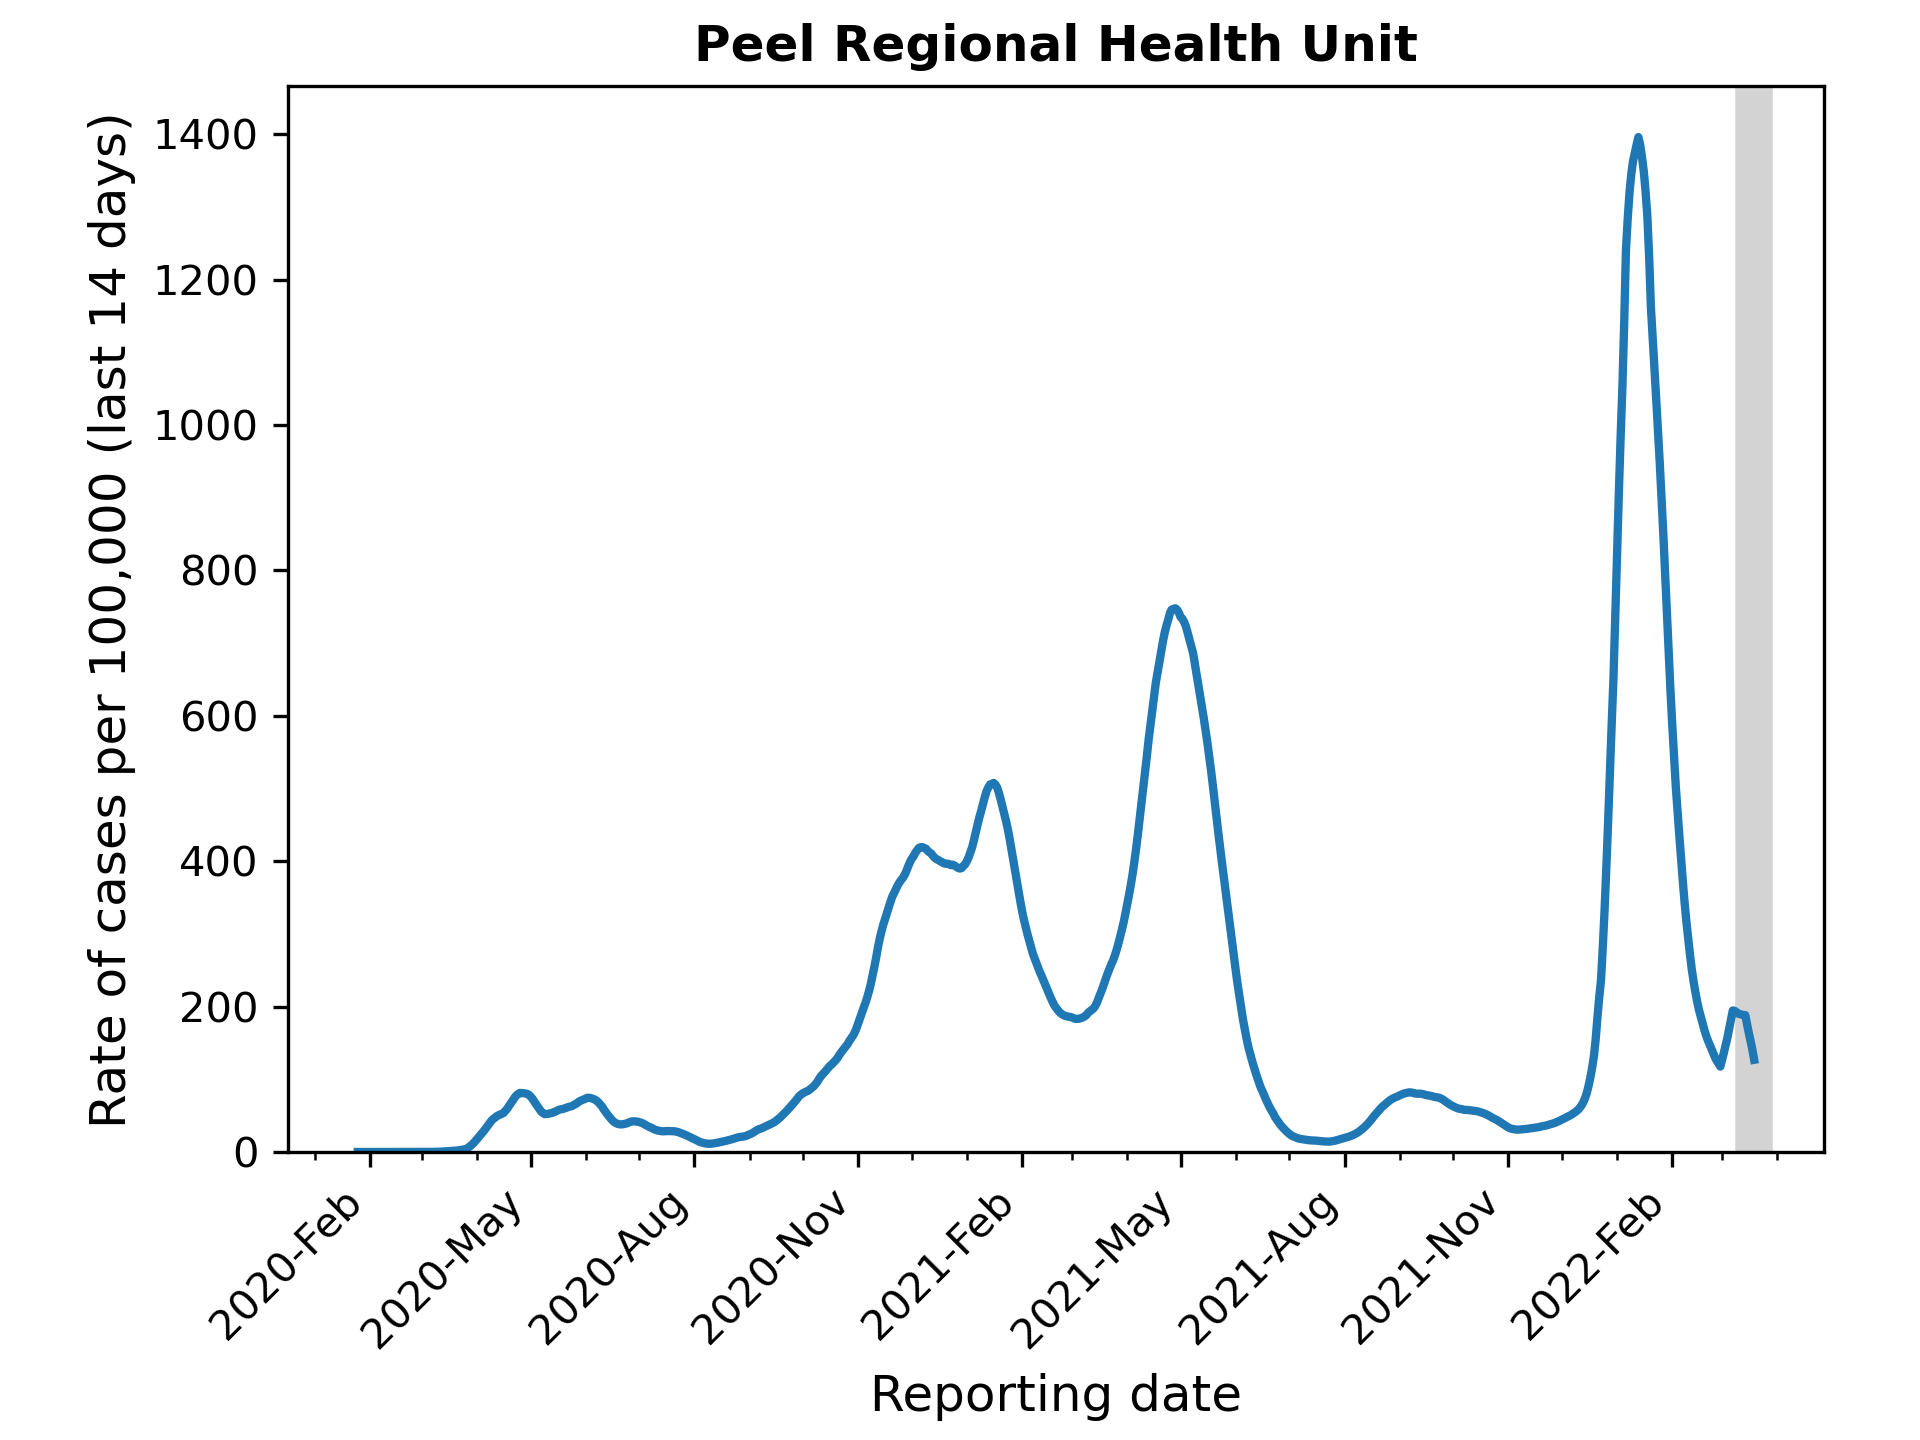 Peel Regional Health Unit
Rate of cases per 100,000 (last 14 days)
1400
1200
1000
800
600
400
200
0
2020-Feb
2020-May
2020-Aug
2020-Nov
2021-Feb
2021-May
2021-Aug
2021-Nov
2022-Feb
Reporting date